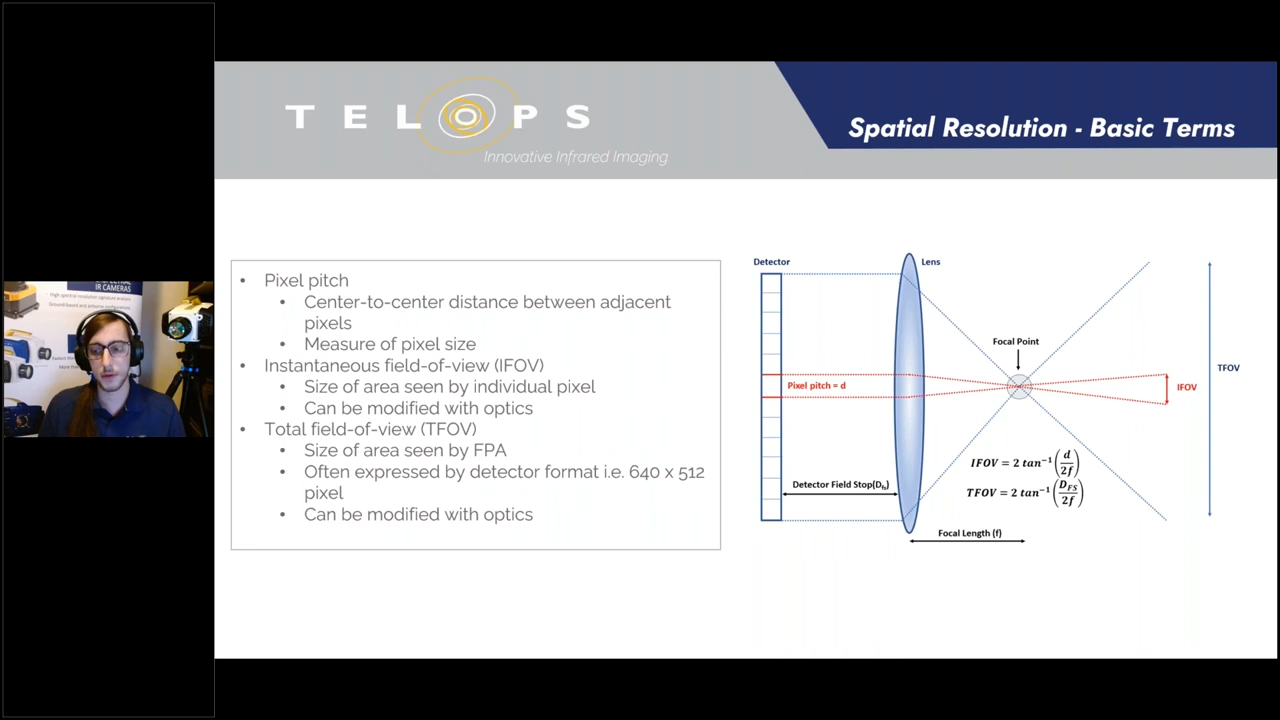 TELOPS
Innovative Infrared Imaging
Spatial Resolution - Basic Terms
IR CAMERAS
• Pixel pitch
• Center-to-center distance between adjacent
pixels
• Measure of pixel size
• Instantaneous field-of-view (IFOV)
• Size of area seen by individual pixel
• Can be modified with optics
• Total field-of-view (TFOV)
• Size of area seen by FPA
• Often expressed by detector format i.e. 640 x 512
pixel
• Can be modified with optics
Detector
Lens
Focal Point
TFOV
Pixel pitch = d
IFOV
IFOV = 2 tan⁻¹(d/2f)
Detector Field Stop(D_fs)
TFOV = 2 tan⁻¹(D_FS/2f)
Focal Length (f)